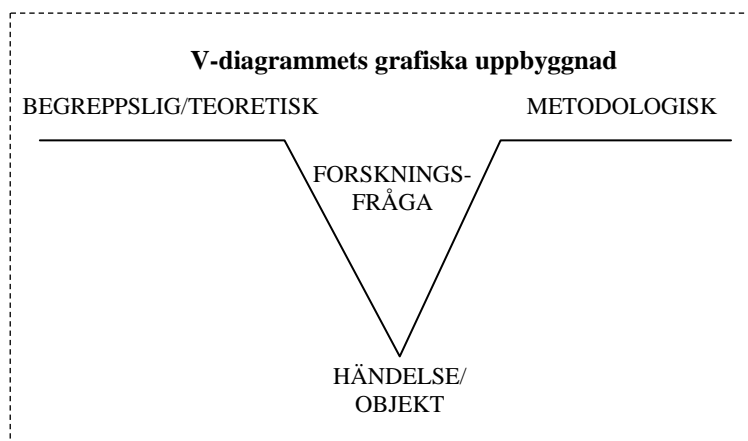 V-diagrammets grafiska uppbyggnad
BEGREPPSLIG/TEORETISK
METODOLOGISK
FORSKNINGS-
FRÅGA
HÄNDELSE/
OBJEKT